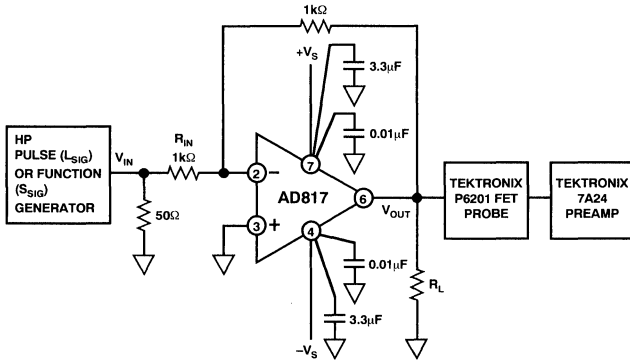 1kΩ
+VS
3.3μF
HP
PULSE (LSIG)
OR FUNCTION
(SSIG)
GENERATOR
VIN
RIN
1kΩ
0.01μF
7
2
−
AD817
6
3
+
4
VOUT
50Ω
TEKTRONIX
P6201 FET
PROBE
TEKTRONIX
7A24
PREAMP
0.01μF
RL
3.3μF
−VS